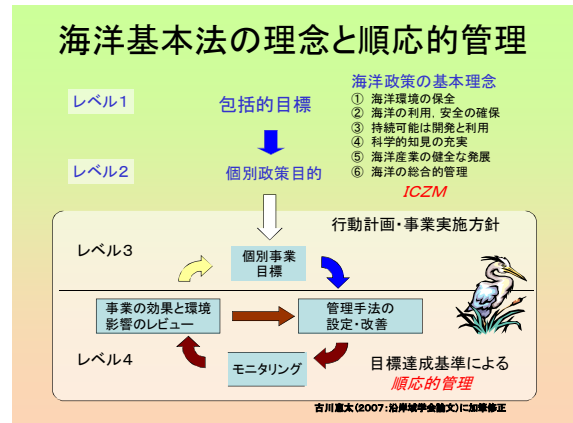 海洋基本法の理念と順応的管理
海洋政策の基本理念
レベル1
包括的目標
① 海洋環境の保全
② 海洋の利用，安全の確保
③ 持続可能は開発と利用
④ 科学的知見の充実
⑤ 海洋産業の健全な発展
⑥ 海洋の総合的管理
レベル2
個別政策目的
ICZM
行動計画・事業実施方針
レベル3
個別事業
目標
事業の効果と環境
影響のレビュー
管理手法の
設定・改善
レベル4
モニタリング
目標達成基準による
順応的管理
古川恵太（2007：沿岸域学会論文）に加筆修正